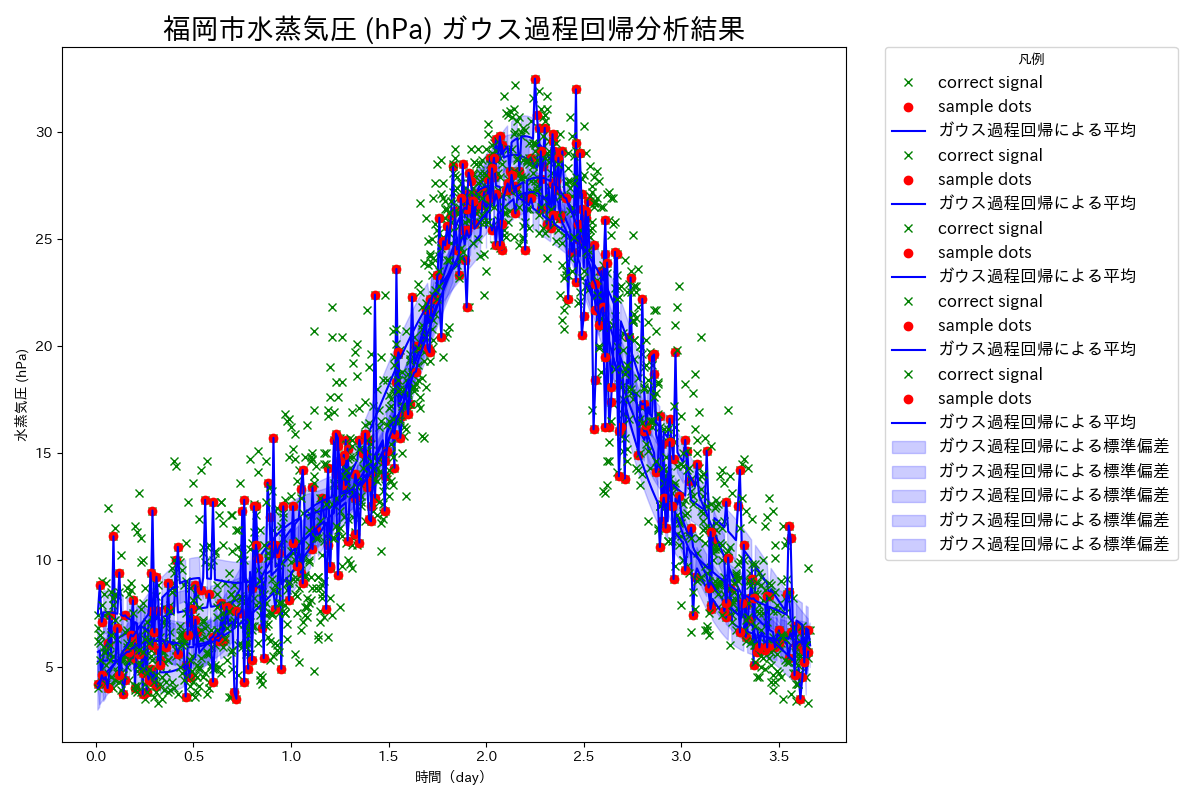 福岡市水蒸気圧 (hPa) ガウス過程回帰分析結果
水蒸気圧 (hPa)
30
25
20
15
10
5
0.0
0.5
1.0
1.5
2.0
2.5
3.0
3.5
時間（day）
凡例
correct signal
sample dots
ガウス過程回帰による平均
correct signal
sample dots
ガウス過程回帰による平均
correct signal
sample dots
ガウス過程回帰による平均
correct signal
sample dots
ガウス過程回帰による平均
correct signal
sample dots
ガウス過程回帰による平均
ガウス過程回帰による標準偏差
ガウス過程回帰による標準偏差
ガウス過程回帰による標準偏差
ガウス過程回帰による標準偏差
ガウス過程回帰による標準偏差